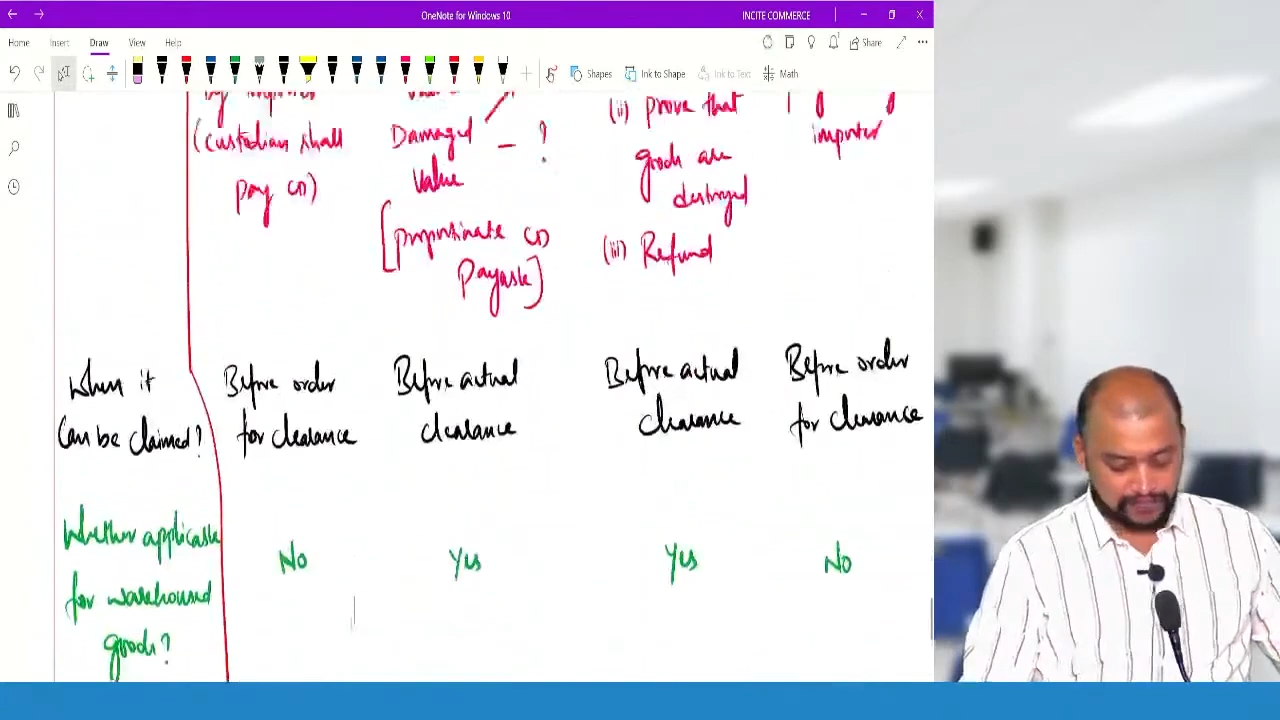 OneNote for Windows 10
INCITE COMMERCE
Home Insert Draw View Help
Share
Shapes Ink to Shape Ink to Text Math
(custodian shall
pay CD)
Damaged
value
– ?
[proportionate CD
payable]
(ii) prove that
goods are
destroyed
(iii) Refund
importer
When it
can be claimed?
Before order
for clearance
Before actual
clearance
Before actual
clearance
Before order
for clearance
Whether applicable
for warehoused
goods?
No
Yes
Yes
No